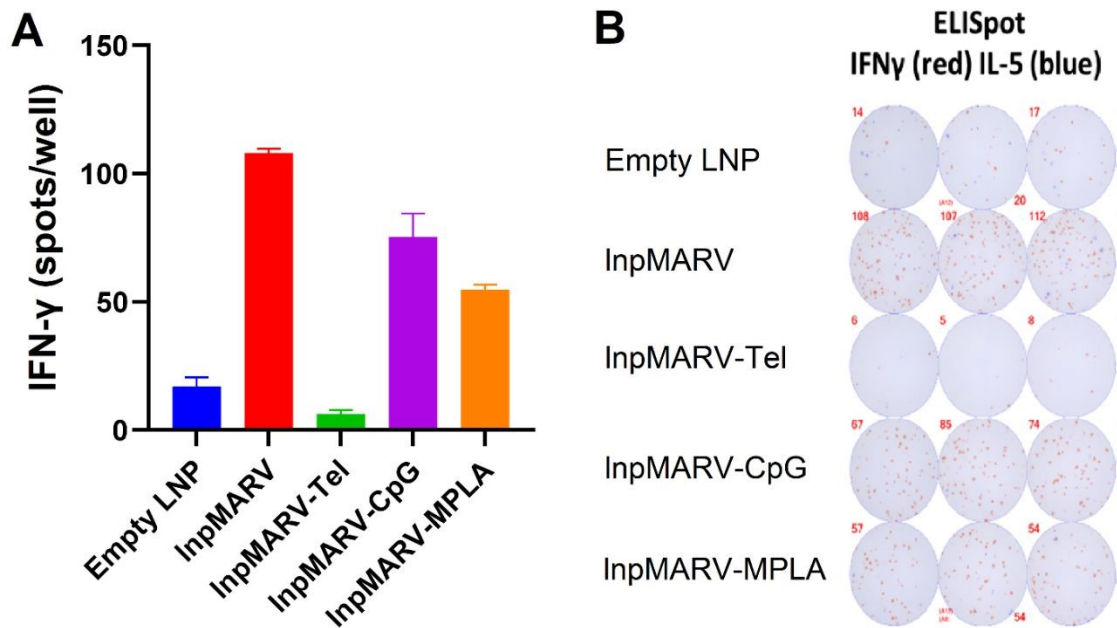 A
IFN-γ (spots/well)
150
100
50
0
Empty LNP
lnpMARV
lnpMARV-Tel
lnpMARV-CpG
lnpMARV-MPLA
B
ELISpot
IFNγ (red) IL-5 (blue)
Empty LNP
14
17
20
lnpMARV
108
107
112
lnpMARV-Tel
6
5
8
lnpMARV-CpG
67
85
74
lnpMARV-MPLA
57
54
54